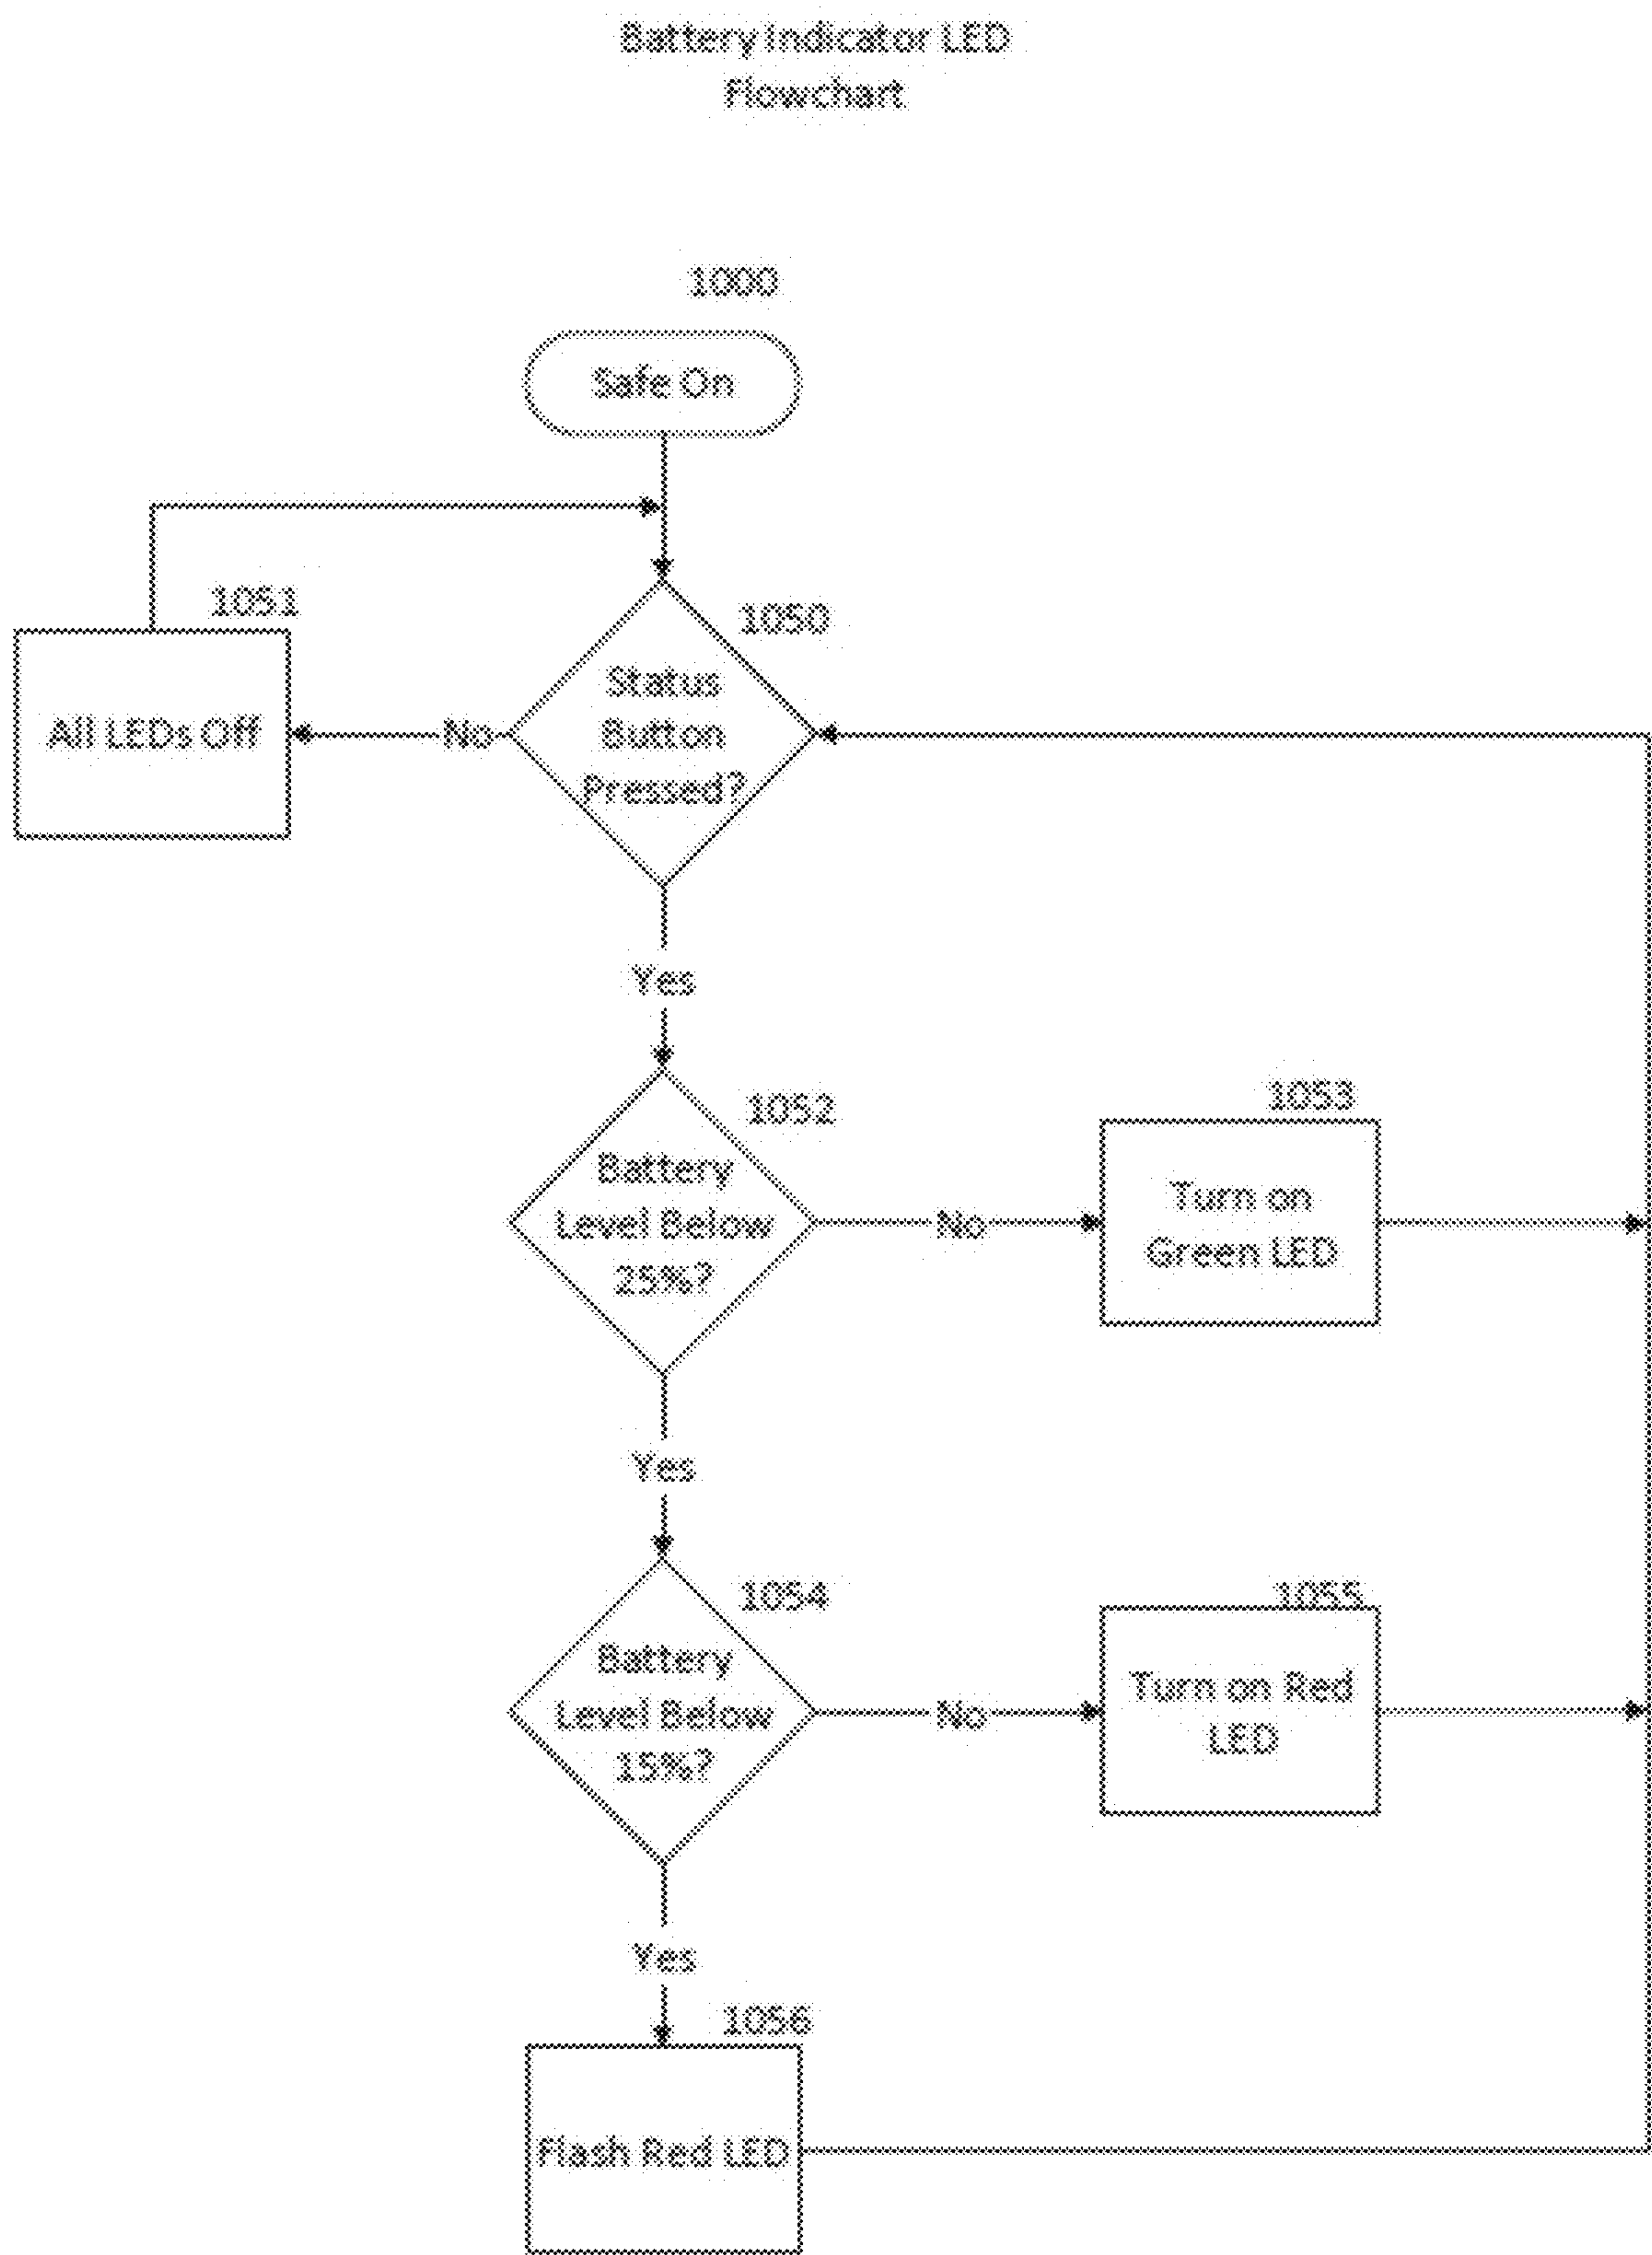 Battery Indicator LED
Flowchart
1000
Safe On
1051
1050
All LEDs Off
No
Status
Button
Pressed?
Yes
1052
1053
Battery
Level Below
25%?
No
Turn on
Green LED
Yes
1054
1055
Battery
Level Below
15%?
No
Turn on Red
LED
Yes
1056
Flash Red LED